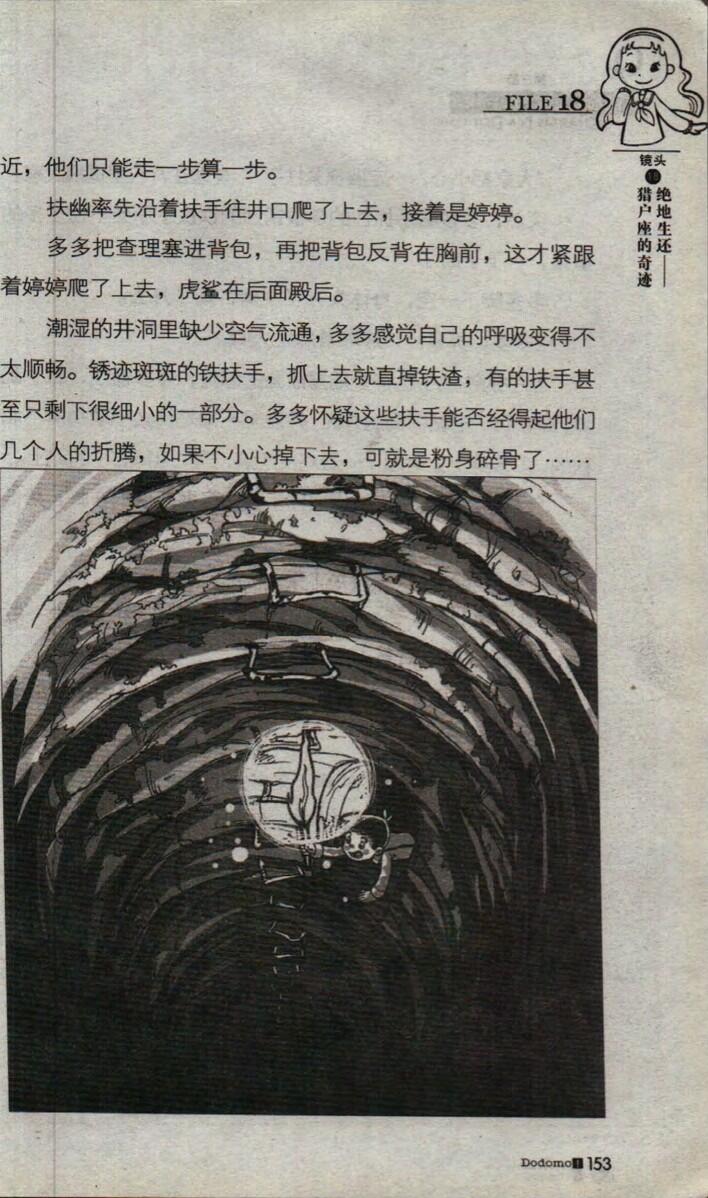 FILE 18
镜头
18
绝地生还——
猎户座的奇迹
近，他们只能走一步算一步。
扶幽率先沿着扶手往井口爬了上去，接着是婷婷。
多多把查理塞进背包，再把背包反背在胸前，这才紧跟
着婷婷爬了上去，虎鲨在后面殿后。
潮湿的井洞里缺少空气流通，多多感觉自己的呼吸变得不
太顺畅。锈迹斑斑的铁扶手，抓上去就直掉铁渣，有的扶手甚
至只剩下很细小的一部分。多多怀疑这些扶手能否经得起他们
几个人的折腾，如果不小心掉下去，可就是粉身碎骨了……
Dodomo 1 153